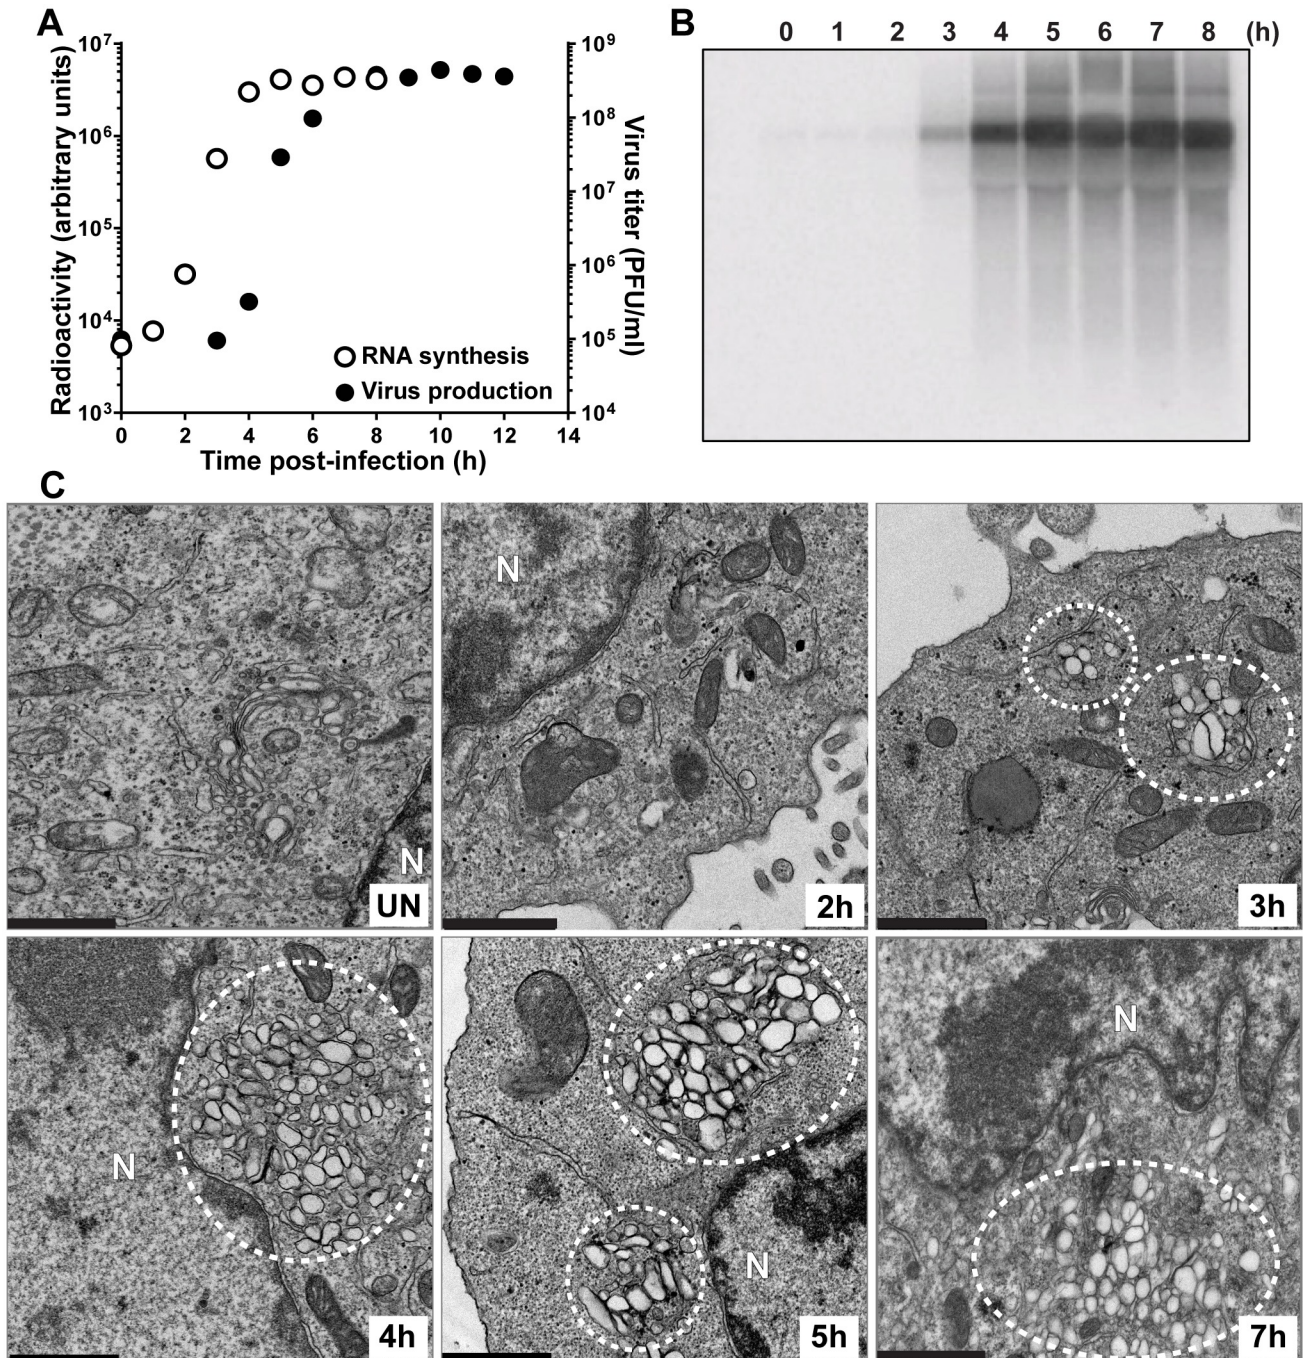 A
Radioactivity (arbitrary units)
10⁷
10⁶
10⁵
10⁴
10³
10⁹
10⁸
10⁷
10⁶
10⁵
10⁴
Virus titer (PFU/ml)
RNA synthesis
Virus production
0 2 4 6 8 10 12 14
Time post-infection (h)
B
0 1 2 3 4 5 6 7 8 (h)
C
N
UN
N
2h
3h
N
4h
N
5h
N
7h